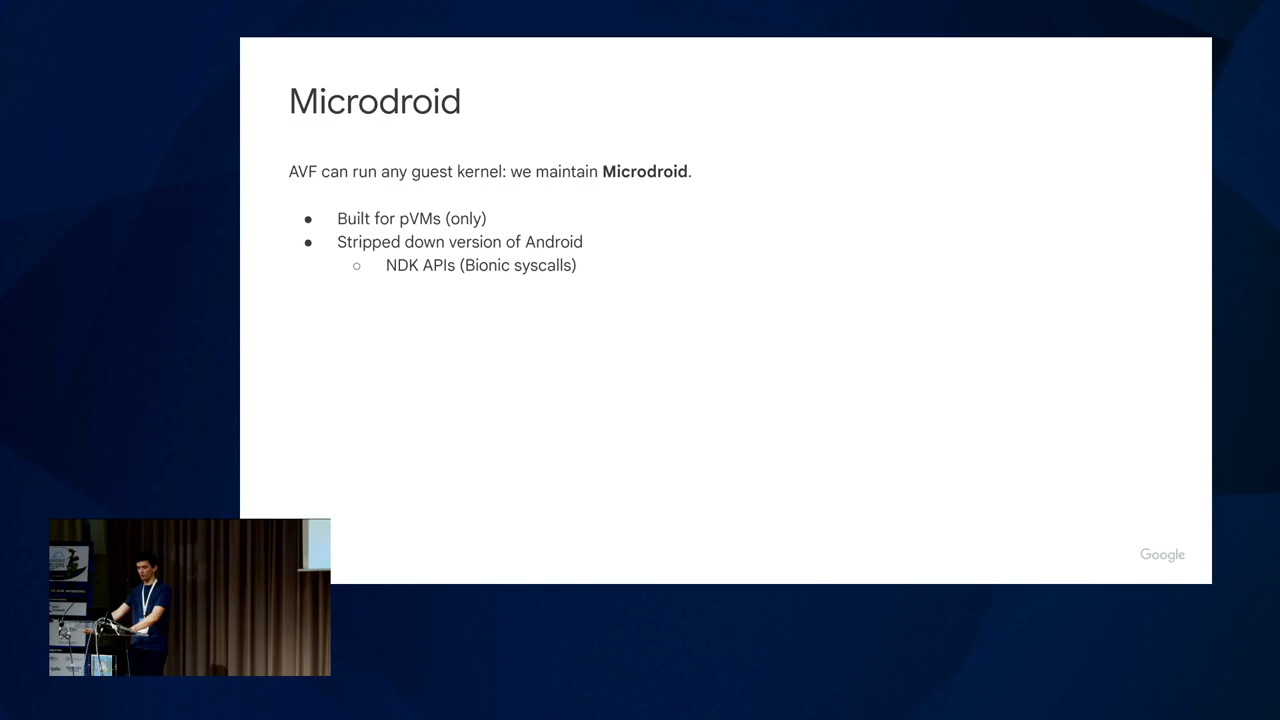 Microdroid
AVF can run any guest kernel: we maintain Microdroid.
● Built for pVMs (only)
● Stripped down version of Android
○ NDK APIs (Bionic syscalls)
Google